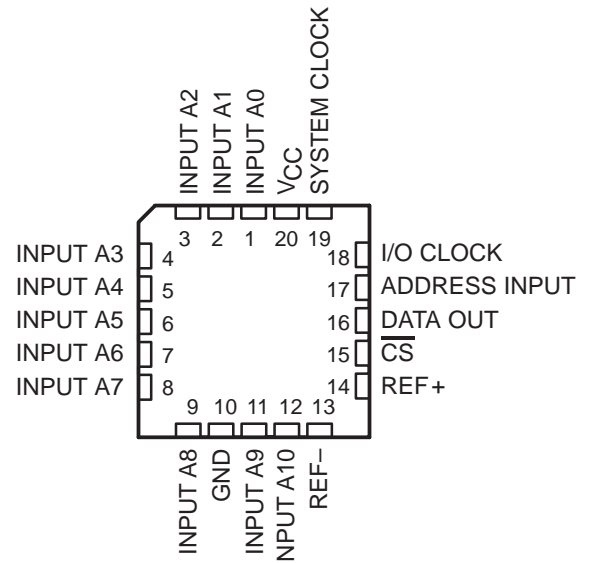 INPUT A2
INPUT A1
INPUT A0
VCC
SYSTEM CLOCK
3 2 1 20 19
INPUT A3 4
INPUT A4 5
INPUT A5 6
INPUT A6 7
INPUT A7 8
18 I/O CLOCK
17 ADDRESS INPUT
16 DATA OUT
15 C̅S̅
14 REF+
9 10 11 12 13
INPUT A8
GND
INPUT A9
NPUT A10
REF–